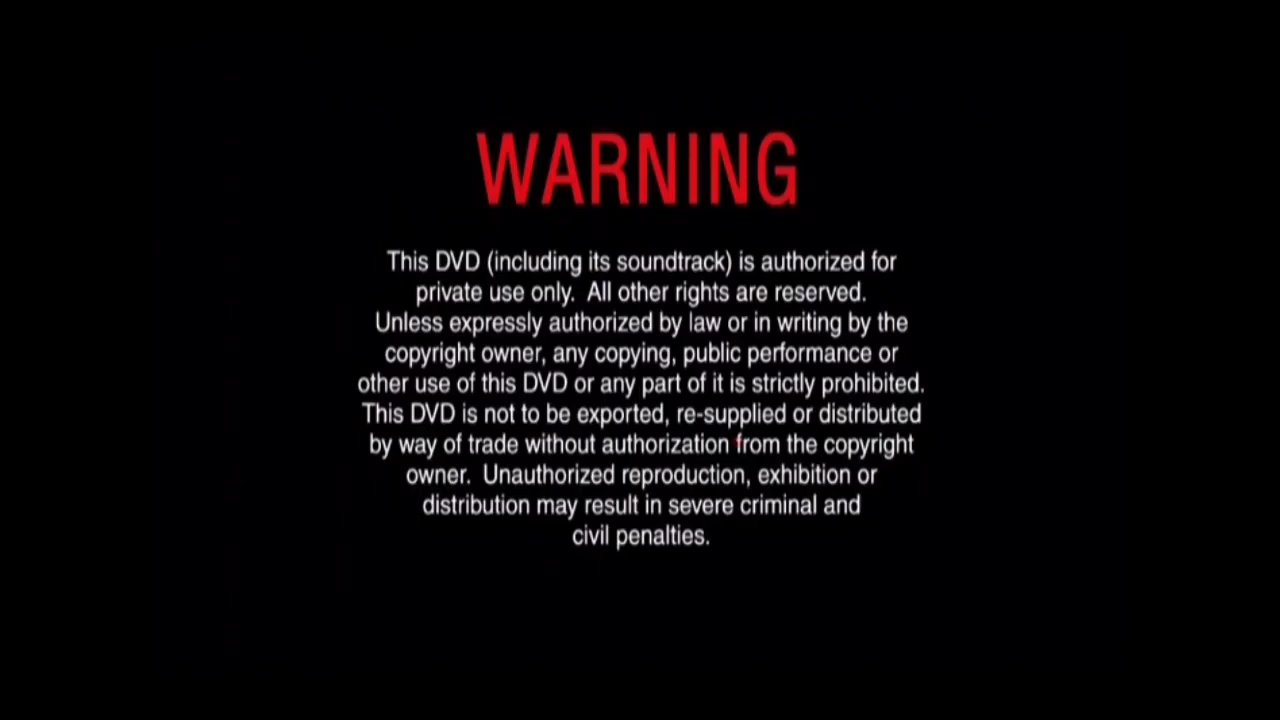 WARNING
This DVD (including its soundtrack) is authorized for
private use only.  All other rights are reserved.
Unless expressly authorized by law or in writing by the
copyright owner, any copying, public performance or
other use of this DVD or any part of it is strictly prohibited.
This DVD is not to be exported, re-supplied or distributed
by way of trade without authorization from the copyright
owner.  Unauthorized reproduction, exhibition or
distribution may result in severe criminal and
civil penalties.